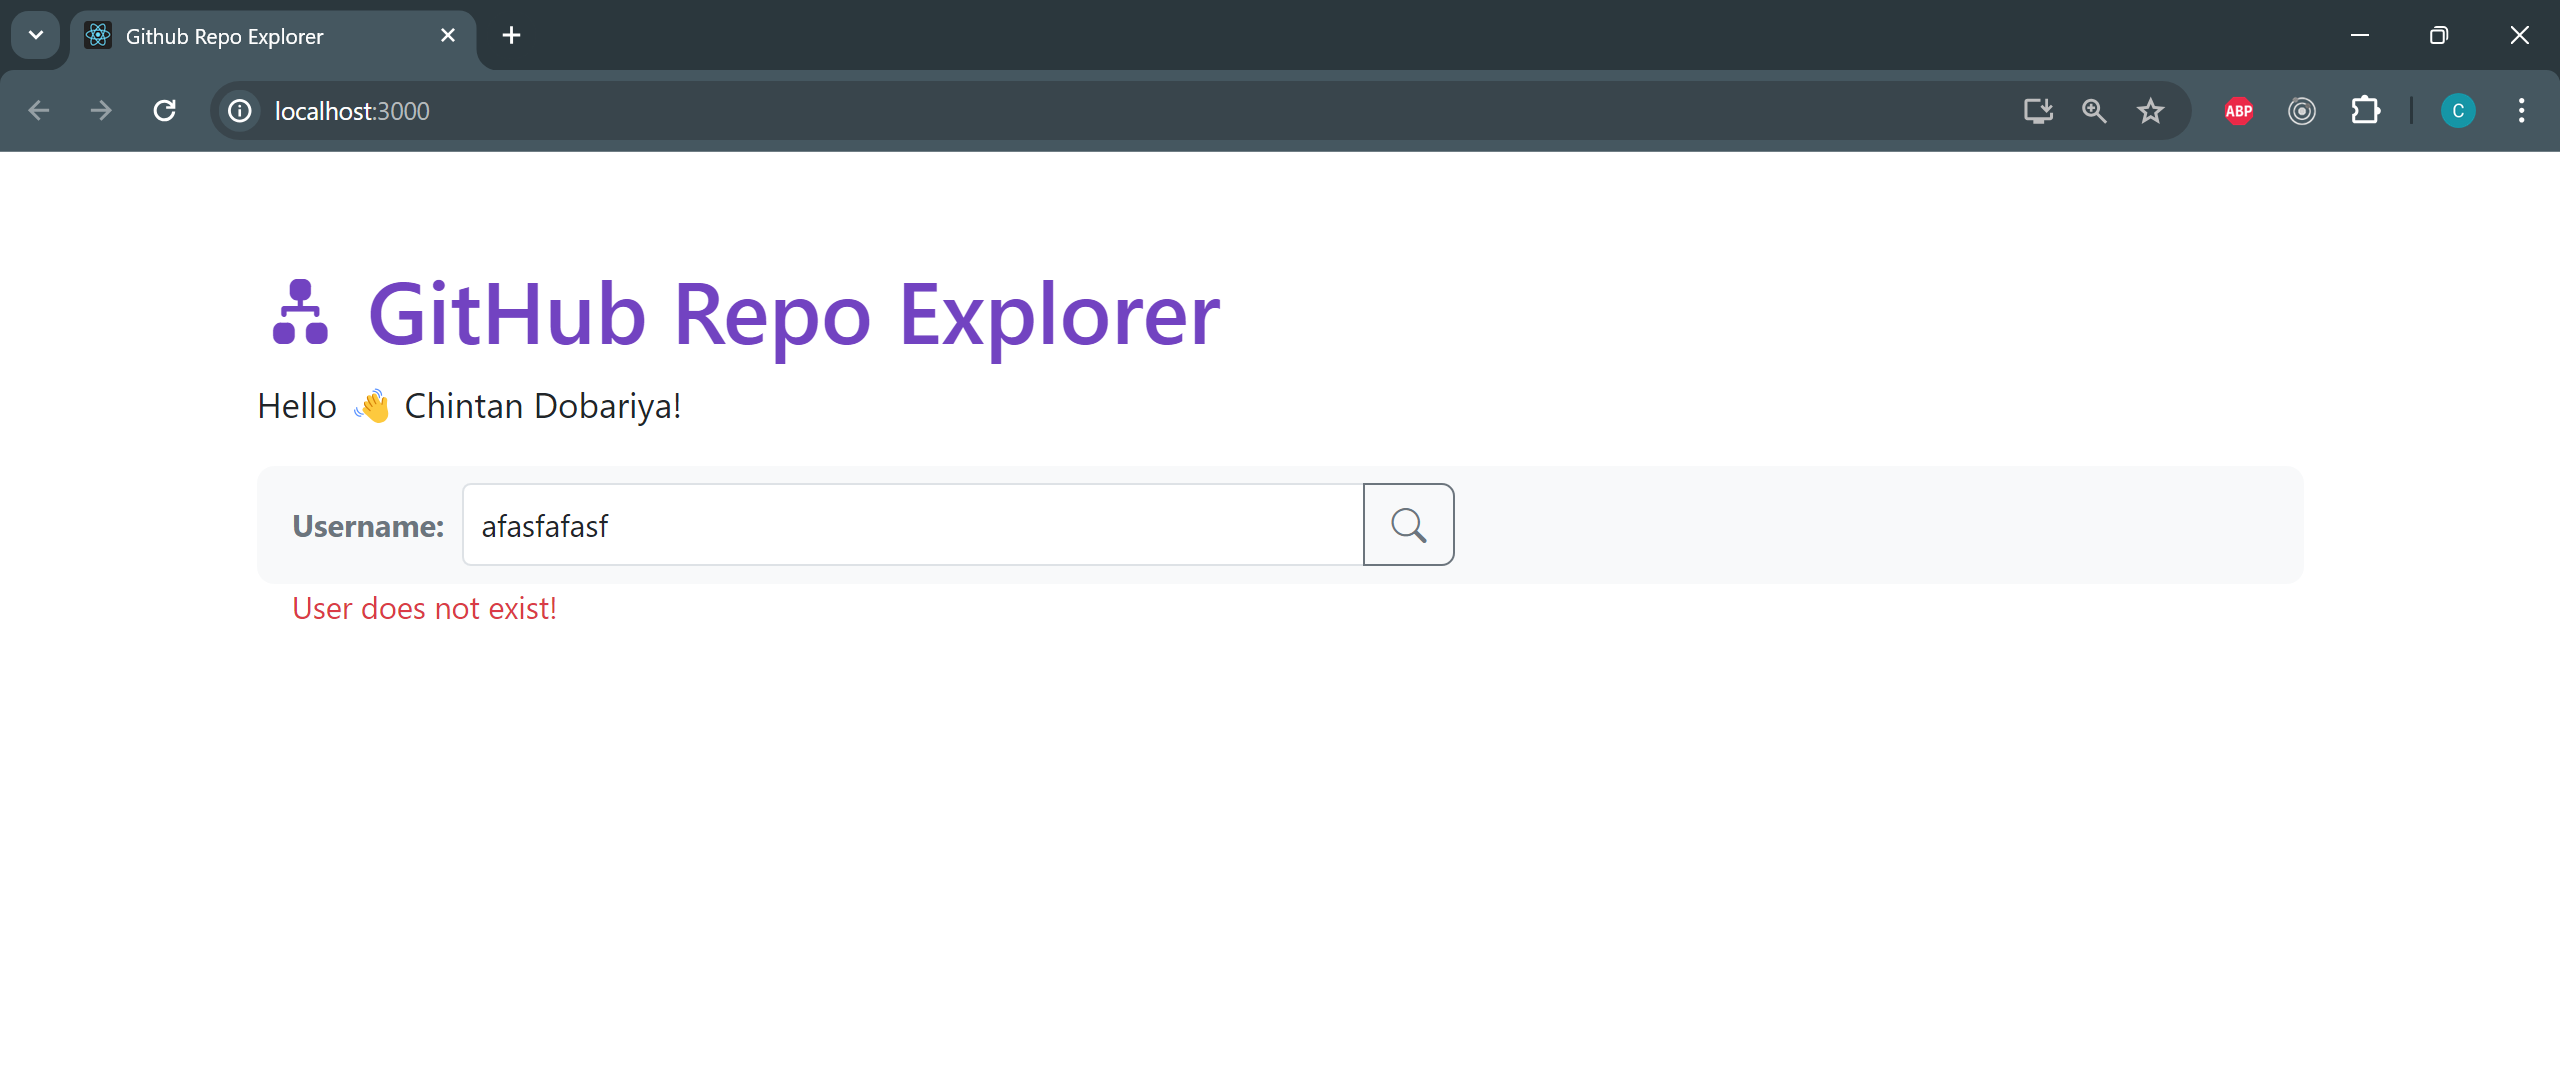 Github Repo Explorer
localhost:3000
ABP
C
GitHub Repo Explorer
Hello 👋 Chintan Dobariya!
Username: afasfafasf
User does not exist!